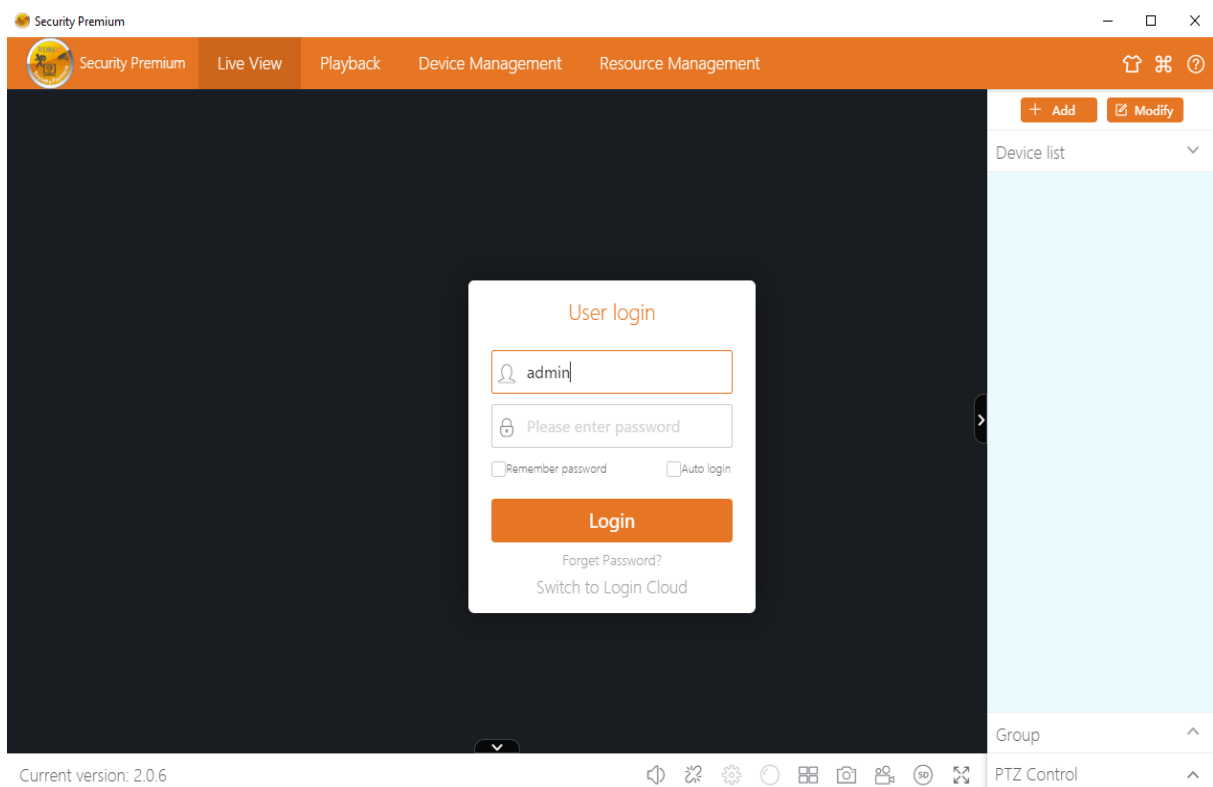 Security Premium
Security Premium Live View Playback Device Management Resource Management
Add Modify
Device list
User login
admin
Please enter password
Remember password Auto login
Login
Forget Password?
Switch to Login Cloud
Group
Current version: 2.0.6
SD
PTZ Control